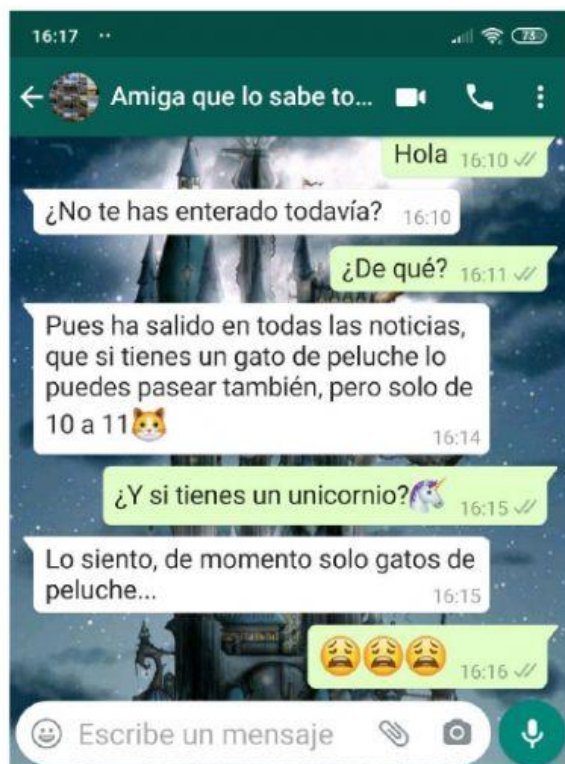 16:17
73
Amiga que lo sabe to...
Hola 16:10
¿No te has enterado todavía? 16:10
¿De qué? 16:11
Pues ha salido en todas las noticias,
que si tienes un gato de peluche lo
puedes pasear también, pero solo de
10 a 11🐱
16:14
¿Y si tienes un unicornio?🦄 16:15
Lo siento, de momento solo gatos de
peluche...
16:15
😩😩😩 16:16
Escribe un mensaje